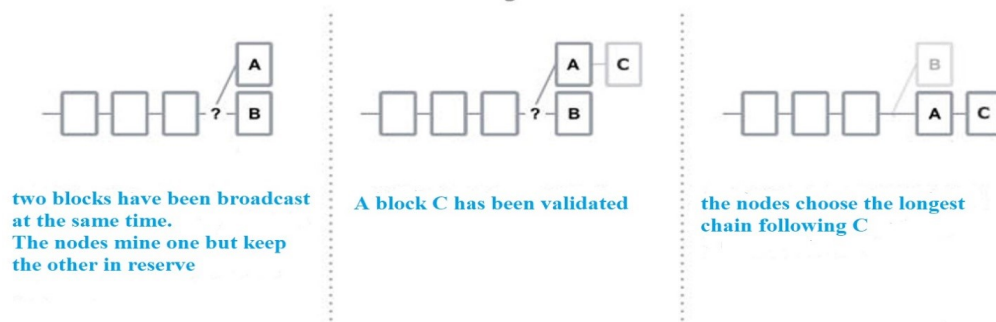 A
? B
two blocks have been broadcast
at the same time.
The nodes mine one but keep
the other in reserve
A C
? B
A block C has been validated
B
A C
the nodes choose the longest
chain following C